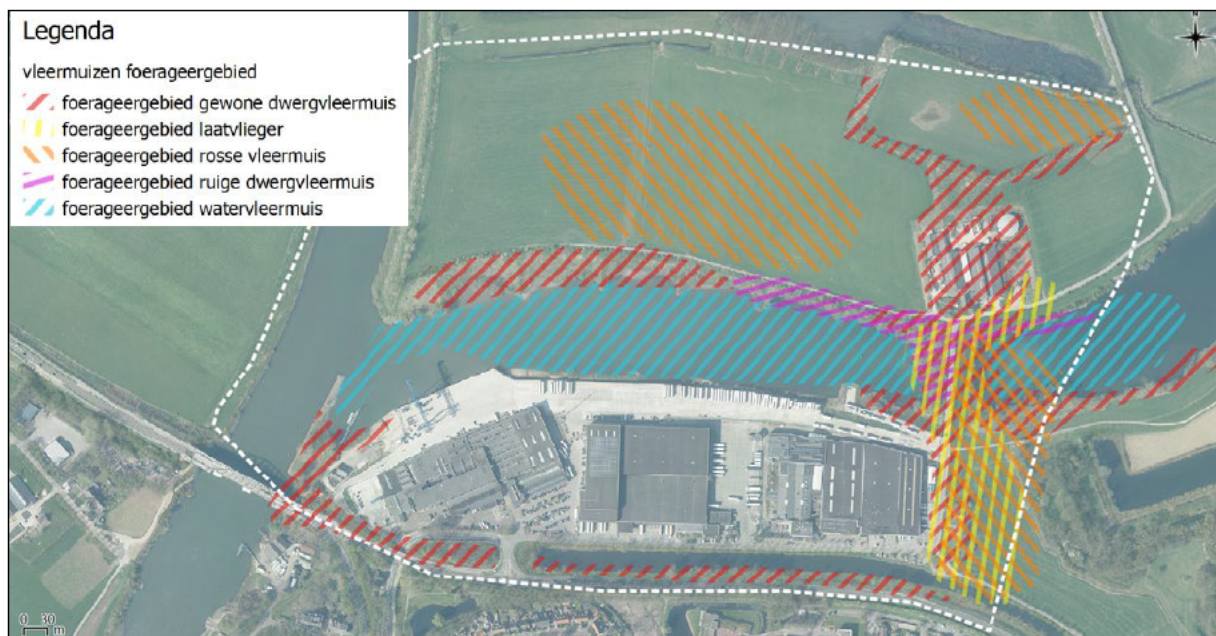 Legenda
vleermuizen foerageergebied
foerageergebied gewone dwergvleermuis
foerageergebied laatvlieger
foerageergebied rosse vleermuis
foerageergebied ruige dwergvleermuis
foerageergebied watervleermuis
N
0 30
m